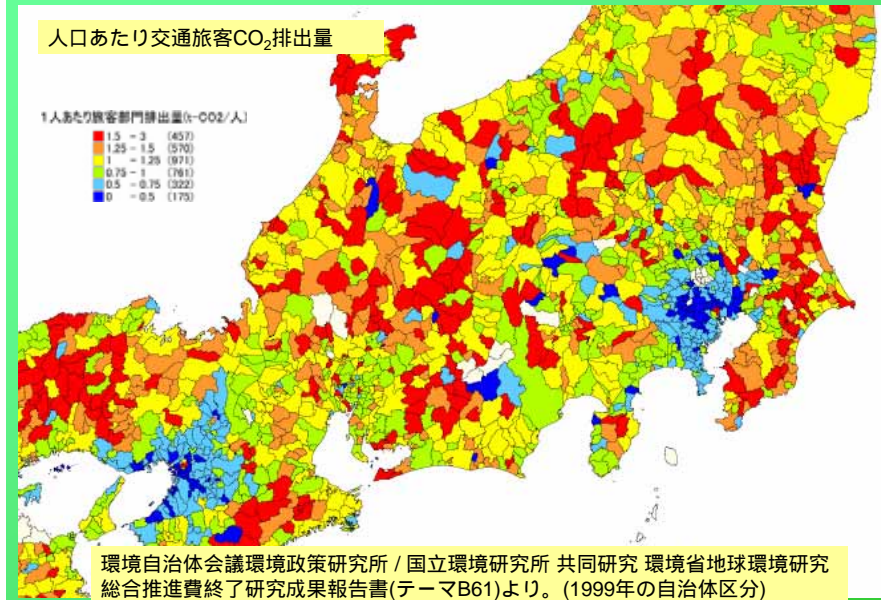 人口あたり交通旅客CO₂排出量
1人あたり旅客部門排出量(t-CO2/人)
1.5 - 3 (457)
1.25 - 1.5 (570)
1 - 1.25 (971)
0.75 - 1 (761)
0.5 - 0.75 (322)
0 - 0.5 (175)
環境自治体会議環境政策研究所 / 国立環境研究所 共同研究 環境省地球環境研究
総合推進費終了研究成果報告書(テーマB61)より。(1999年の自治体区分)